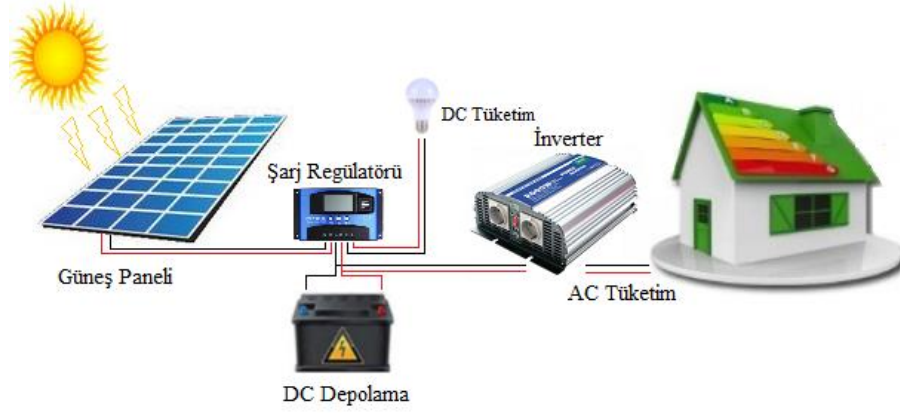 DC Tüketim
İnverter
Şarj Regülatörü
Güneş Paneli
AC Tüketim
DC Depolama